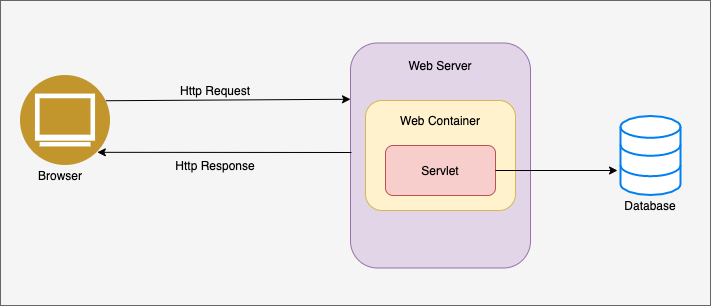 Web Server
Http Request
Web Container
Http Response
Servlet
Browser
Database